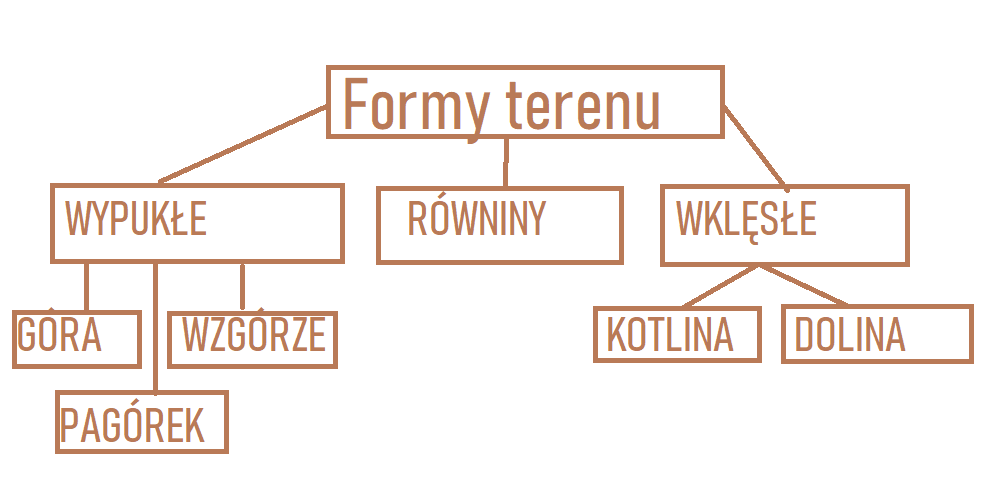 Formy terenu
WYPUKŁE
RÓWNINY
WKLĘSŁE
GÓRA
WZGÓRZE
KOTLINA
DOLINA
PAGÓREK